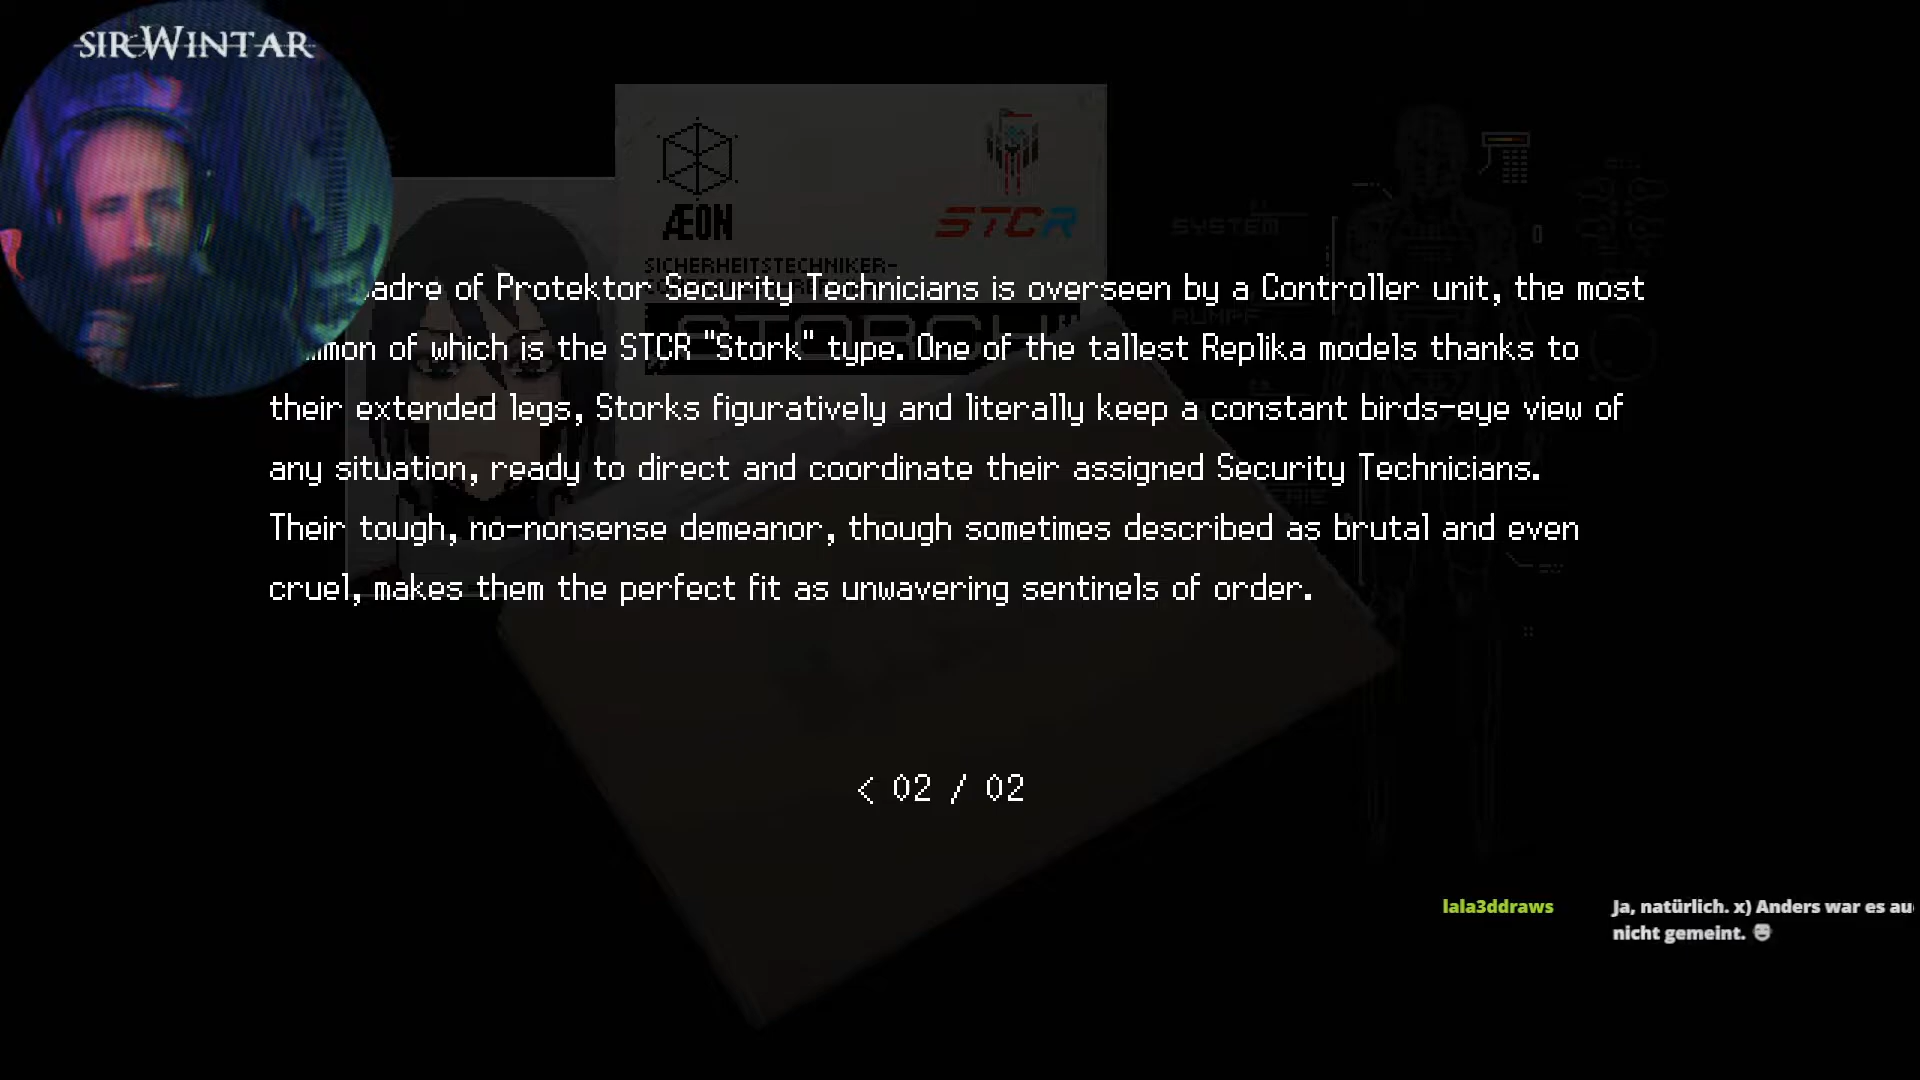 SIRWINTAR
ÆON
STCR
SICHERHEITSTECHNIKER-
SYSTEM
adre of Protektor Security Technicians is overseen by a Controller unit, the most
RUMPF
mon of which is the STCR "Stork" type. One of the tallest Replika models thanks to
STORCH"
their extended legs, Storks figuratively and literally keep a constant birds-eye view of
any situation, ready to direct and coordinate their assigned Security Technicians.
Their tough, no-nonsense demeanor, though sometimes described as brutal and even
cruel, makes them the perfect fit as unwavering sentinels of order.
< 02 / 02
lala3ddraws Ja, natürlich. x) Anders war es au
nicht gemeint.